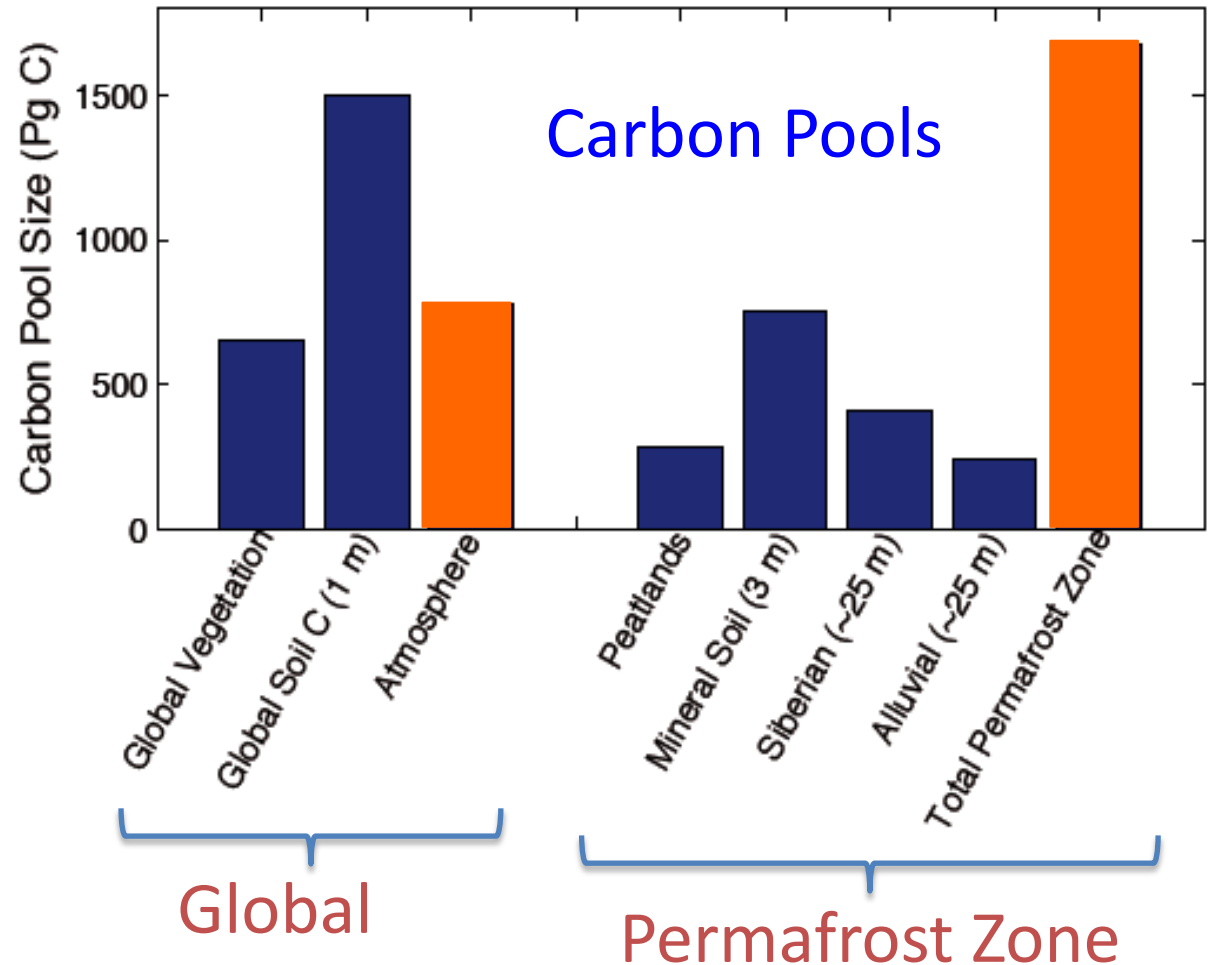 Carbon Pools
Carbon Pool Size (Pg C)
1500
1000
500
0
Global Vegetation
Global Soil C (1 m)
Atmosphere
Peatlands
Mineral Soil (3 m)
Siberian (~25 m)
Alluvial (~25 m)
Total Permafrost Zone
Global
Permafrost Zone